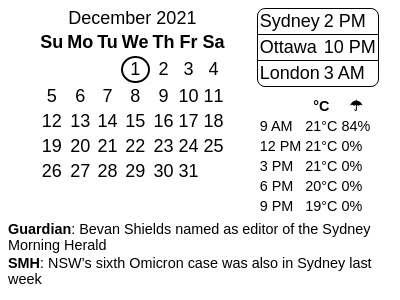 December 2021
Su Mo Tu We Th Fr Sa
1 2 3 4
5 6 7 8 9 10 11
12 13 14 15 16 17 18
19 20 21 22 23 24 25
26 27 28 29 30 31
Sydney 2 PM
Ottawa 10 PM
London 3 AM
°C ☂
9 AM 21°C 84%
12 PM 21°C 0%
3 PM 21°C 0%
6 PM 20°C 0%
9 PM 19°C 0%
Guardian: Bevan Shields named as editor of the Sydney
Morning Herald
SMH: NSW's sixth Omicron case was also in Sydney last
week